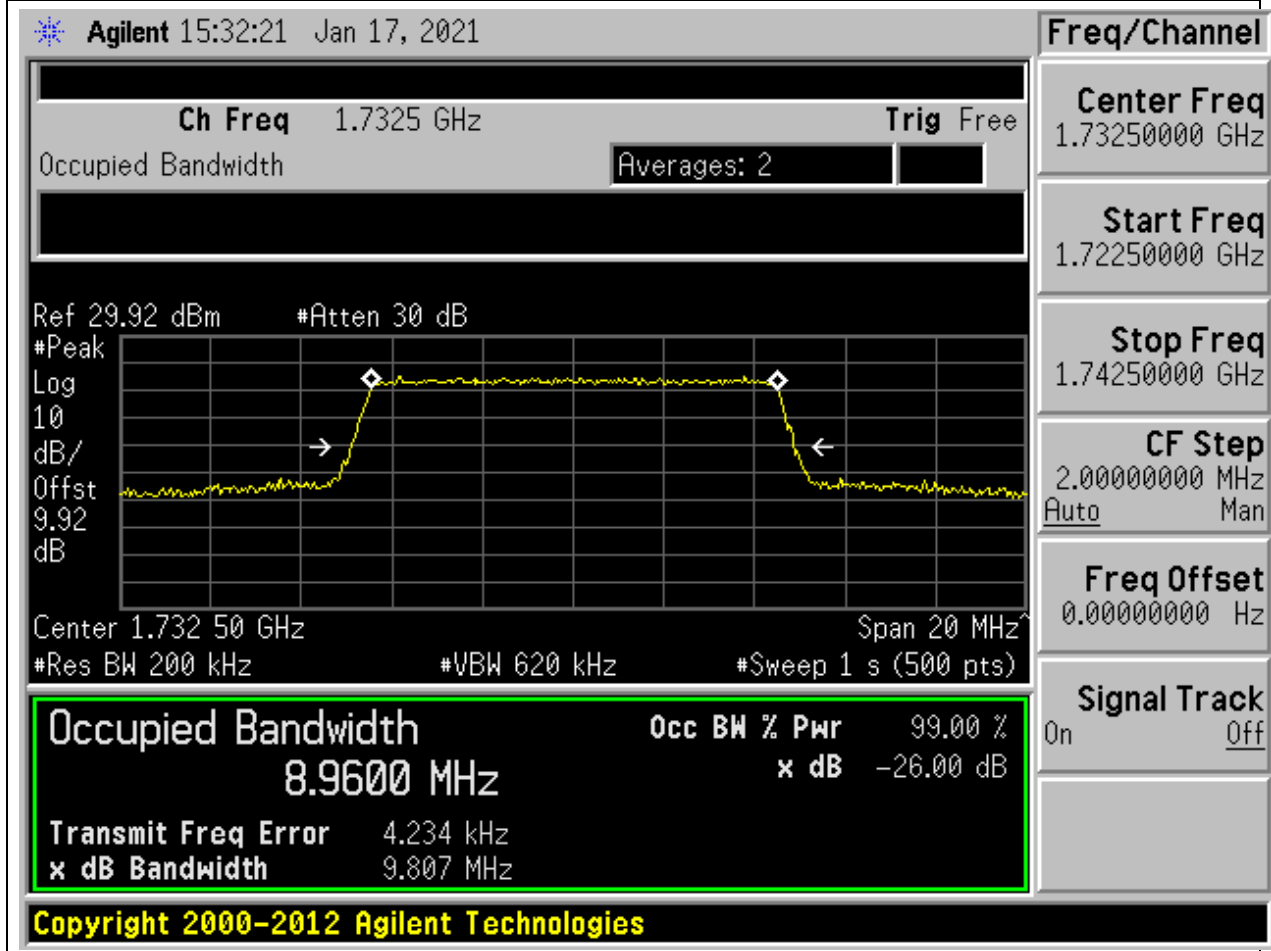 Agilent 15:32:21 Jan 17, 2021
Ch Freq 1.7325 GHz Trig Free
Occupied Bandwidth Averages: 2
Ref 29.92 dBm #Atten 30 dB
#Peak
Log
10
dB/
Offst
9.92
dB
Center 1.732 50 GHz Span 20 MHz^
#Res BW 200 kHz #VBW 620 kHz #Sweep 1 s (500 pts)
Occupied Bandwidth Occ BW % Pwr 99.00 %
8.9600 MHz x dB -26.00 dB
Transmit Freq Error 4.234 kHz
x dB Bandwidth 9.807 MHz
Copyright 2000-2012 Agilent Technologies
Freq/Channel
Center Freq
1.73250000 GHz
Start Freq
1.72250000 GHz
Stop Freq
1.74250000 GHz
CF Step
2.00000000 MHz
Auto Man
Freq Offset
0.00000000 Hz
Signal Track
On Off